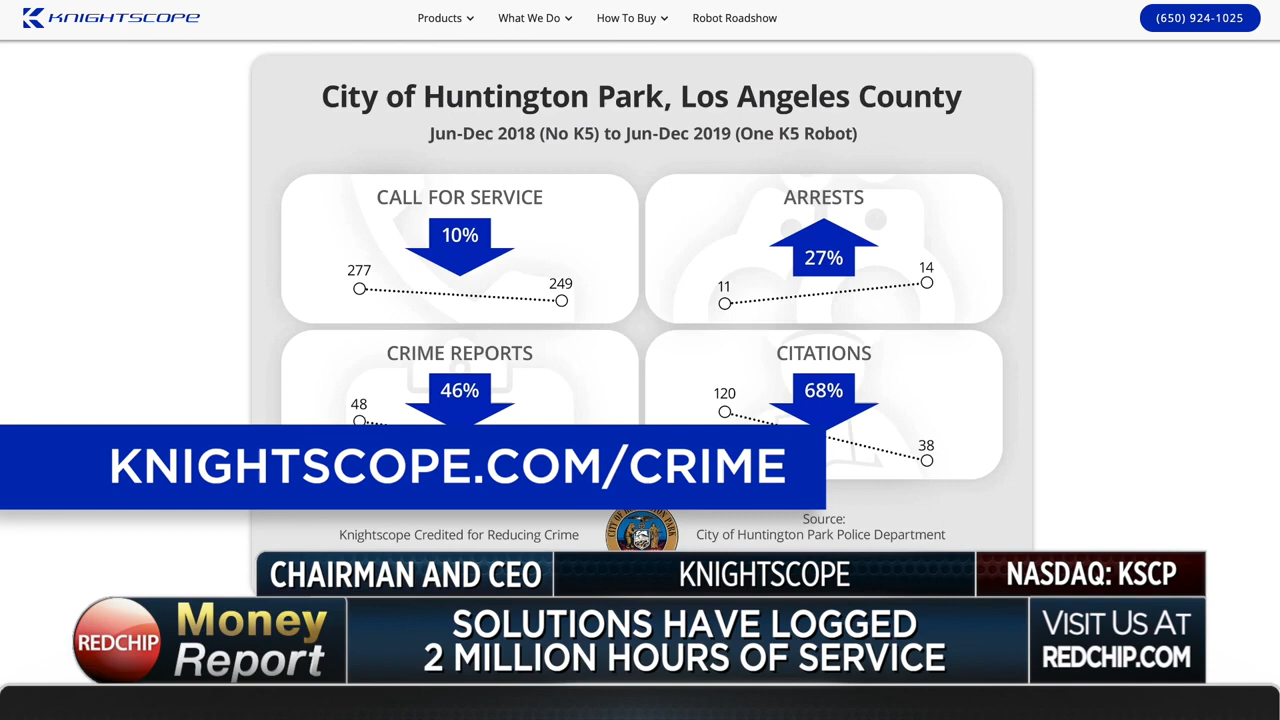 KNIGHTSCOPE
Products
What We Do
How To Buy
Robot Roadshow
(650) 924-1025
City of Huntington Park, Los Angeles County
Jun-Dec 2018 (No K5) to Jun-Dec 2019 (One K5 Robot)
CALL FOR SERVICE
10%
277
249
ARRESTS
27%
11
14
CRIME REPORTS
46%
48
CITATIONS
68%
120
38
KNIGHTSCOPE.COM/CRIME
Knightscope Credited for Reducing Crime
Source:
City of Huntington Park Police Department
CHAIRMAN AND CEO
KNIGHTSCOPE
NASDAQ: KSCP
REDCHIP
Money
Report
SOLUTIONS HAVE LOGGED
2 MILLION HOURS OF SERVICE
VISIT US AT
REDCHIP.COM